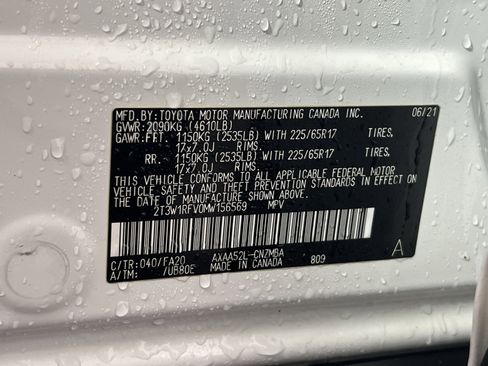 MFD. BY: TOYOTA MOTOR MANUFACTURING CANADA INC. 06/21
GVWR: 2090KG (4610LB)
GAWR: FRT. 1150KG (2535LB) WITH 225/65R17 TIRES,
17x7.0J RIMS.
RR. 1150KG (2535LB) WITH 225/65R17 TIRES,
17x7.0J RIMS.
THIS VEHICLE CONFORMS TO ALL APPLICABLE FEDERAL MOTOR
VEHICLE SAFETY AND THEFT PREVENTION STANDARDS IN EFFECT ON
THE DATE OF MANUFACTURE SHOWN ABOVE.
2T3W1RFV0MW156569 MPV
C/TR: 040/FA20 AXAA52L-CNZMBA A
A/TM: /UB80E MADE IN CANADA 809